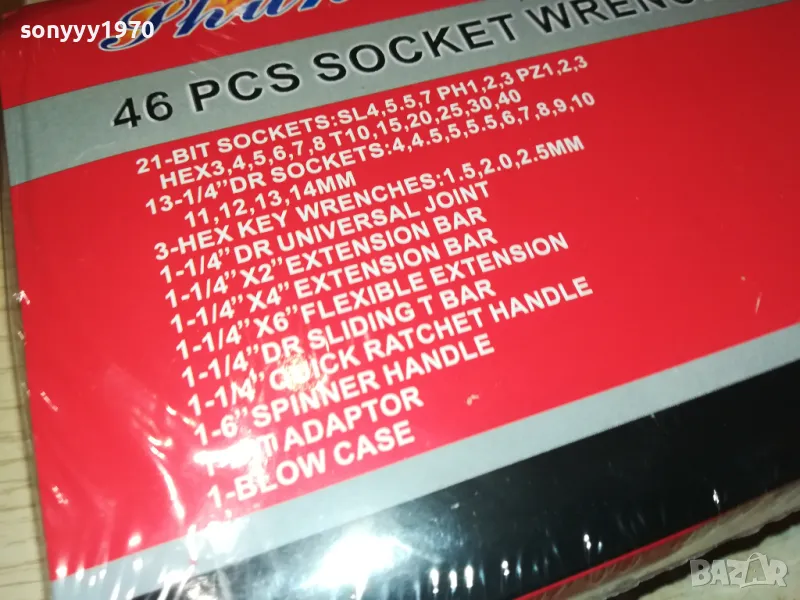 sonyyy1970
46 PCS SOCKET WRENCH
21-BIT SOCKETS:SL4,5.5,7 PH1,2,3 PZ1,2,3
HEX3,4,5,6,7,8 T10,15,20,25,30,40
13-1/4"DR SOCKETS:4,4.5,5,5.5,6,7,8,9,10
11,12,13,14MM
3-HEX KEY WRENCHES:1.5,2.0,2.5MM
1-1/4"DR UNIVERSAL JOINT
1-1/4"X2"EXTENSION BAR
1-1/4"X4"EXTENSION BAR
1-1/4"X6"FLEXIBLE EXTENSION
1-1/4"DR SLIDING T BAR
1-1/4"QUICK RATCHET HANDLE
1-6"SPINNER HANDLE
ADAPTOR
1-BLOW CASE
BAZAR